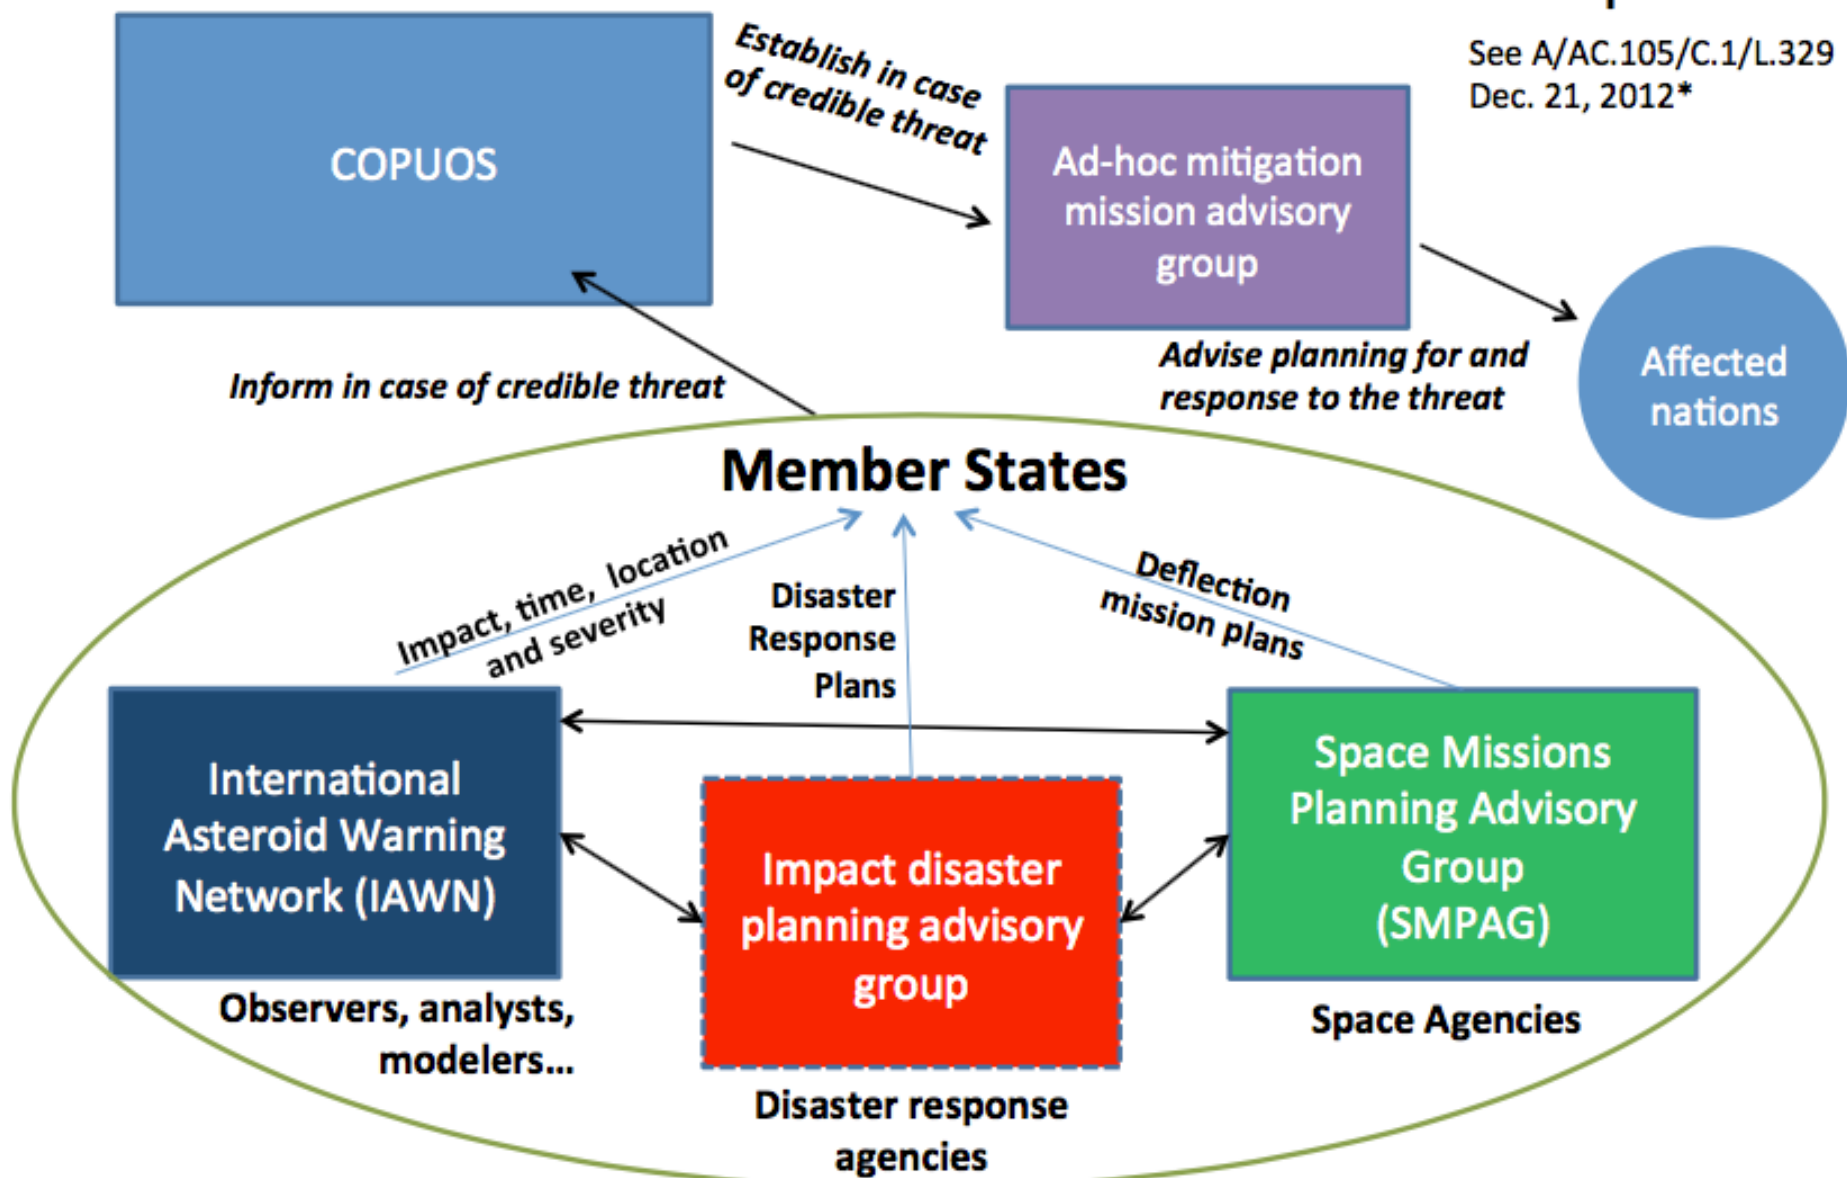 See A/AC.105/C.1/L.329
Dec. 21, 2012*
COPUOS
Establish in case
of credible threat
Ad-hoc mitigation
mission advisory
group
Affected
nations
Inform in case of credible threat
Advise planning for and
response to the threat
Member States
Impact, time, location
and severity
Disaster
Response
Plans
Deflection
mission plans
International
Asteroid Warning
Network (IAWN)
Impact disaster
planning advisory
group
Space Missions
Planning Advisory
Group
(SMPAG)
Observers, analysts,
modelers...
Space Agencies
Disaster response
agencies